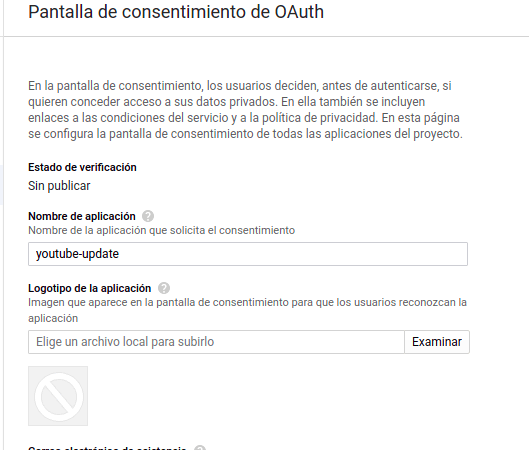 Pantalla de consentimiento de OAuth
En la pantalla de consentimiento, los usuarios deciden, antes de autenticarse, si
quieren conceder acceso a sus datos privados. En ella también se incluyen
enlaces a las condiciones del servicio y a la política de privacidad. En esta página
se configura la pantalla de consentimiento de todas las aplicaciones del proyecto.
Estado de verificación
Sin publicar
Nombre de aplicación ?
Nombre de la aplicación que solicita el consentimiento
youtube-update
Logotipo de la aplicación ?
Imagen que aparece en la pantalla de consentimiento para que los usuarios reconozcan la
aplicación
Elige un archivo local para subirlo Examinar